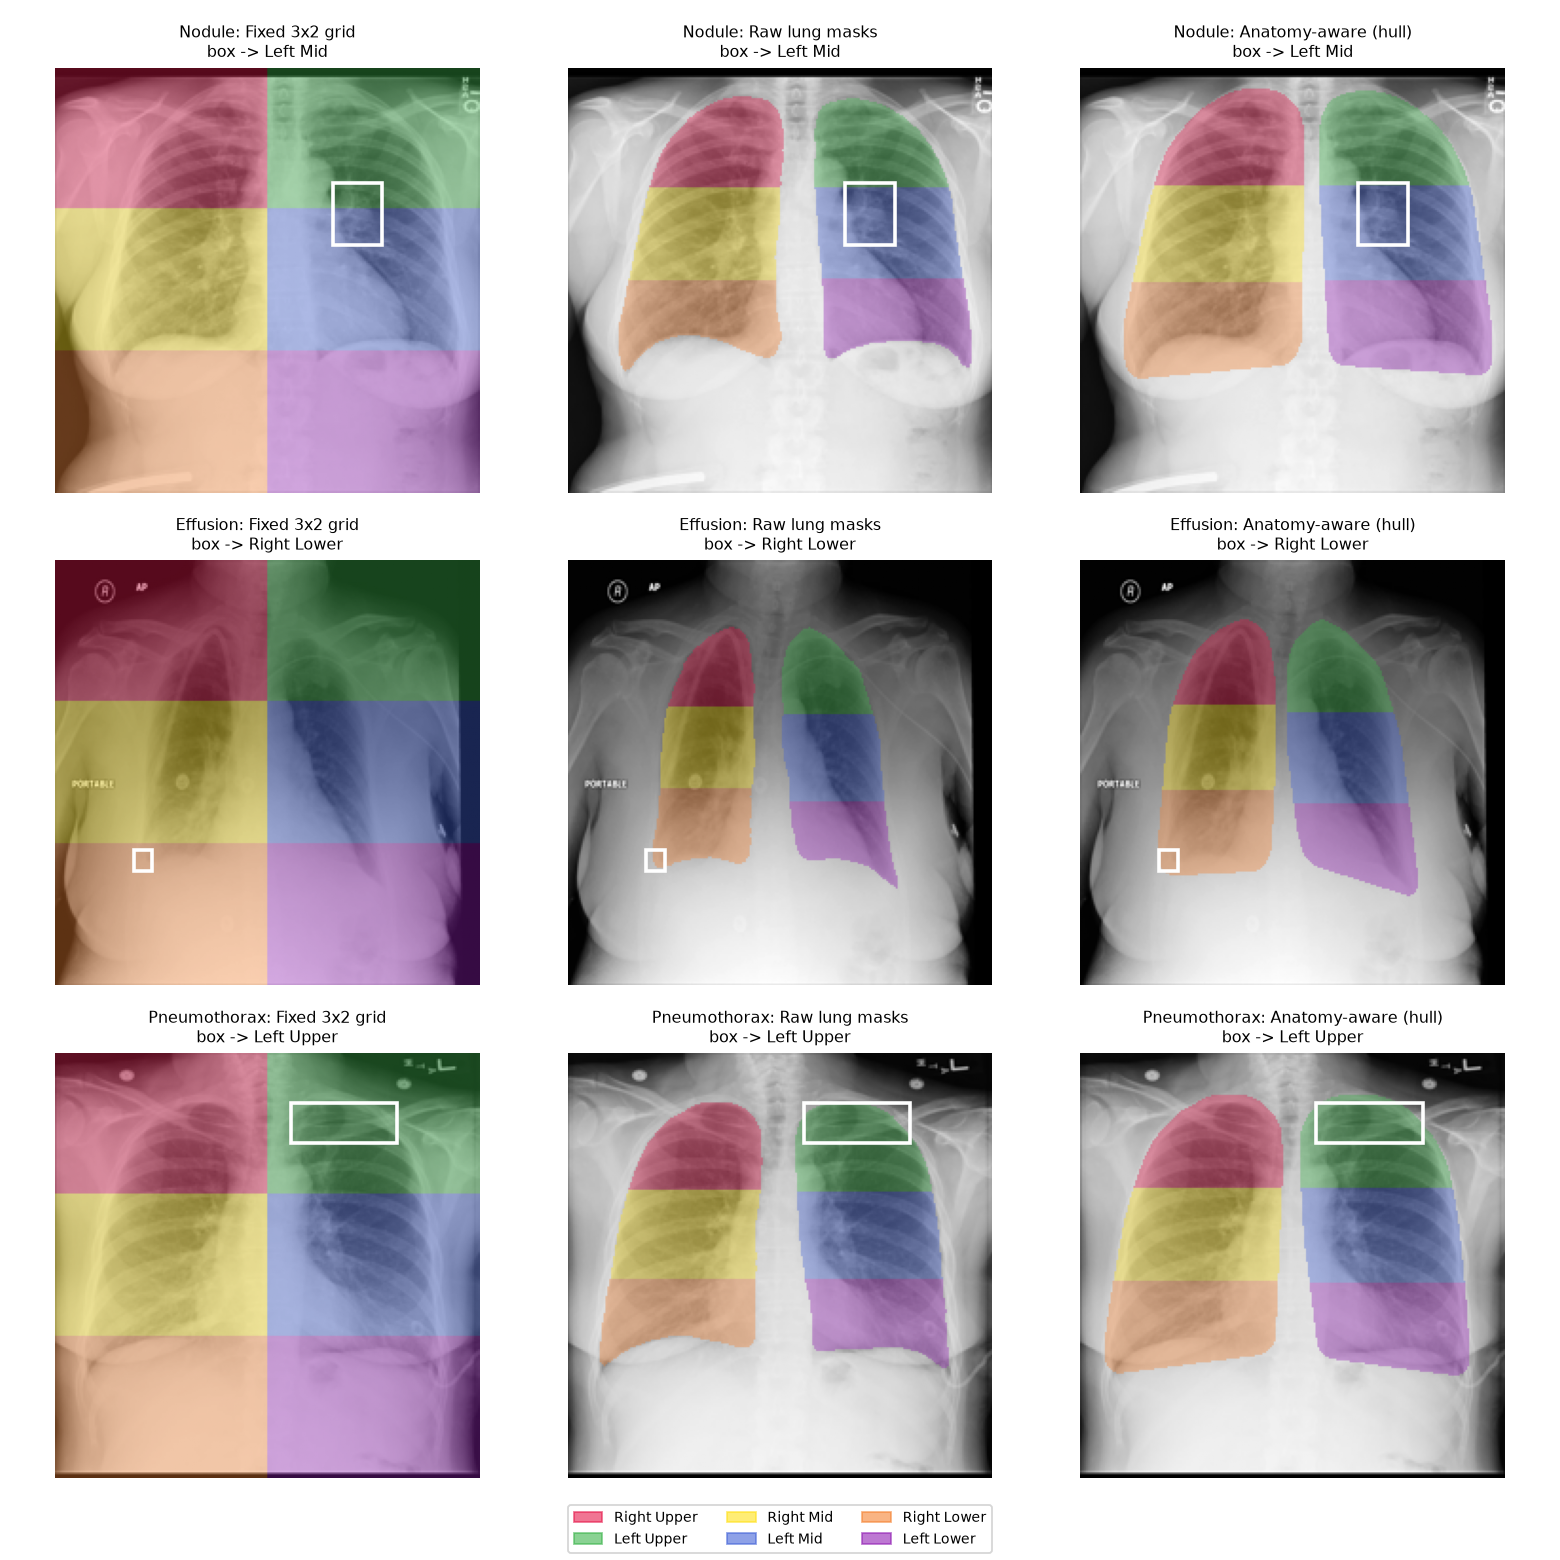 Nodule: Fixed 3x2 grid
box -> Left Mid
Nodule: Raw lung masks
box -> Left Mid
Nodule: Anatomy-aware (hull)
box -> Left Mid
Effusion: Fixed 3x2 grid
box -> Right Lower
Effusion: Raw lung masks
box -> Right Lower
Effusion: Anatomy-aware (hull)
box -> Right Lower
A AP
PORTABLE
A AP
PORTABLE
A AP
PORTABLE
Pneumothorax: Fixed 3x2 grid
box -> Left Upper
Pneumothorax: Raw lung masks
box -> Left Upper
Pneumothorax: Anatomy-aware (hull)
box -> Left Upper
L
L
L
Right Upper
Right Mid
Right Lower
Left Upper
Left Mid
Left Lower